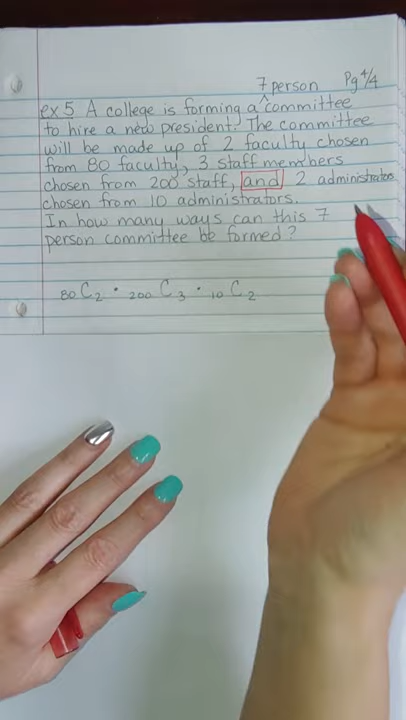 7 person Pg 4/4
ex 5 A college is forming a ^ committee
to hire a new president. The committee
will be made up of 2 faculty chosen
from 80 faculty, 3 staff members
chosen from 200 staff, and 2 administrators
chosen from 10 administrators.
In how many ways can this 7
person committee be formed?
₈₀C₂ · ₂₀₀C₃ · ₁₀C₂